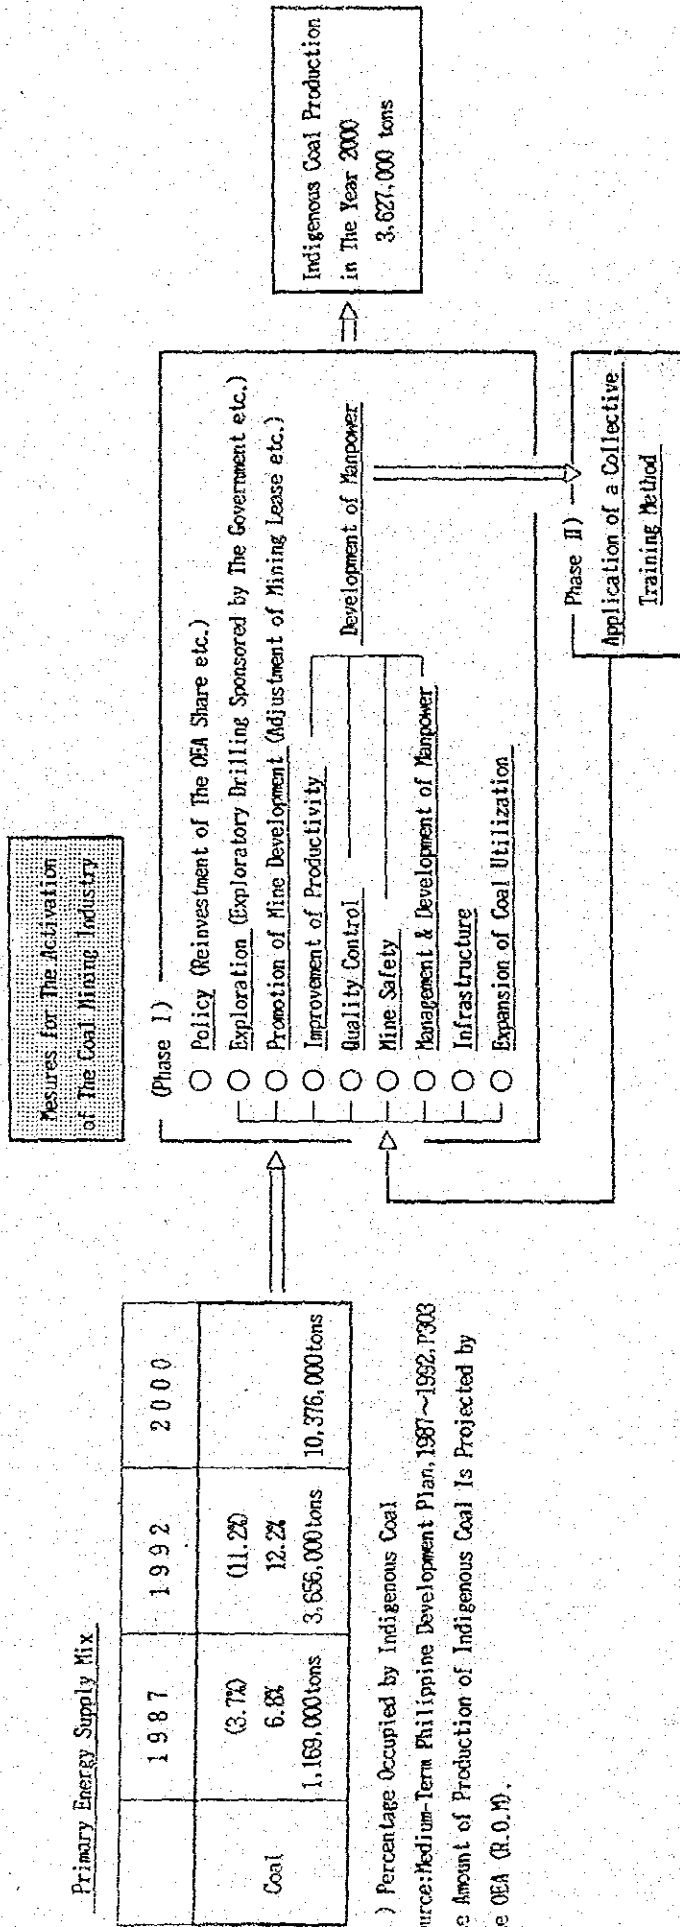 Primary Energy Supply Mix
1987 1992 2000
Coal
(3.7%) (11.2%)
6.8% 12.2%
1,169,000tons 3,656,000tons 10,376,000tons
) Percentage Occupied by Indigenous Coal
urce:Medium-Term Philippine Development Plan,1987~1992,P303
e Amount of Production of Indigenous Coal Is Projected by
e OEA (R.O.M).
Mesures for The Activation
of The Coal Mining Industry
(Phase I)
○ Policy (Reinvestment of The OEA Share etc.)
○ Exploration (Exploratory Drilling Sponsored by The Government etc.)
○ Promotion of Mine Development (Adjustment of Mining Lease etc.)
○ Improvement of Productivity
○ Quality Control
○ Mine Safety
○ Management & Development of Manpower
○ Infrastructure
○ Expansion of Coal Utilization
Development of Manpower
Phase II)
Application of a Collective
Training Method
Indigenous Coal Production
in The Year 2000
3,627,000 tons